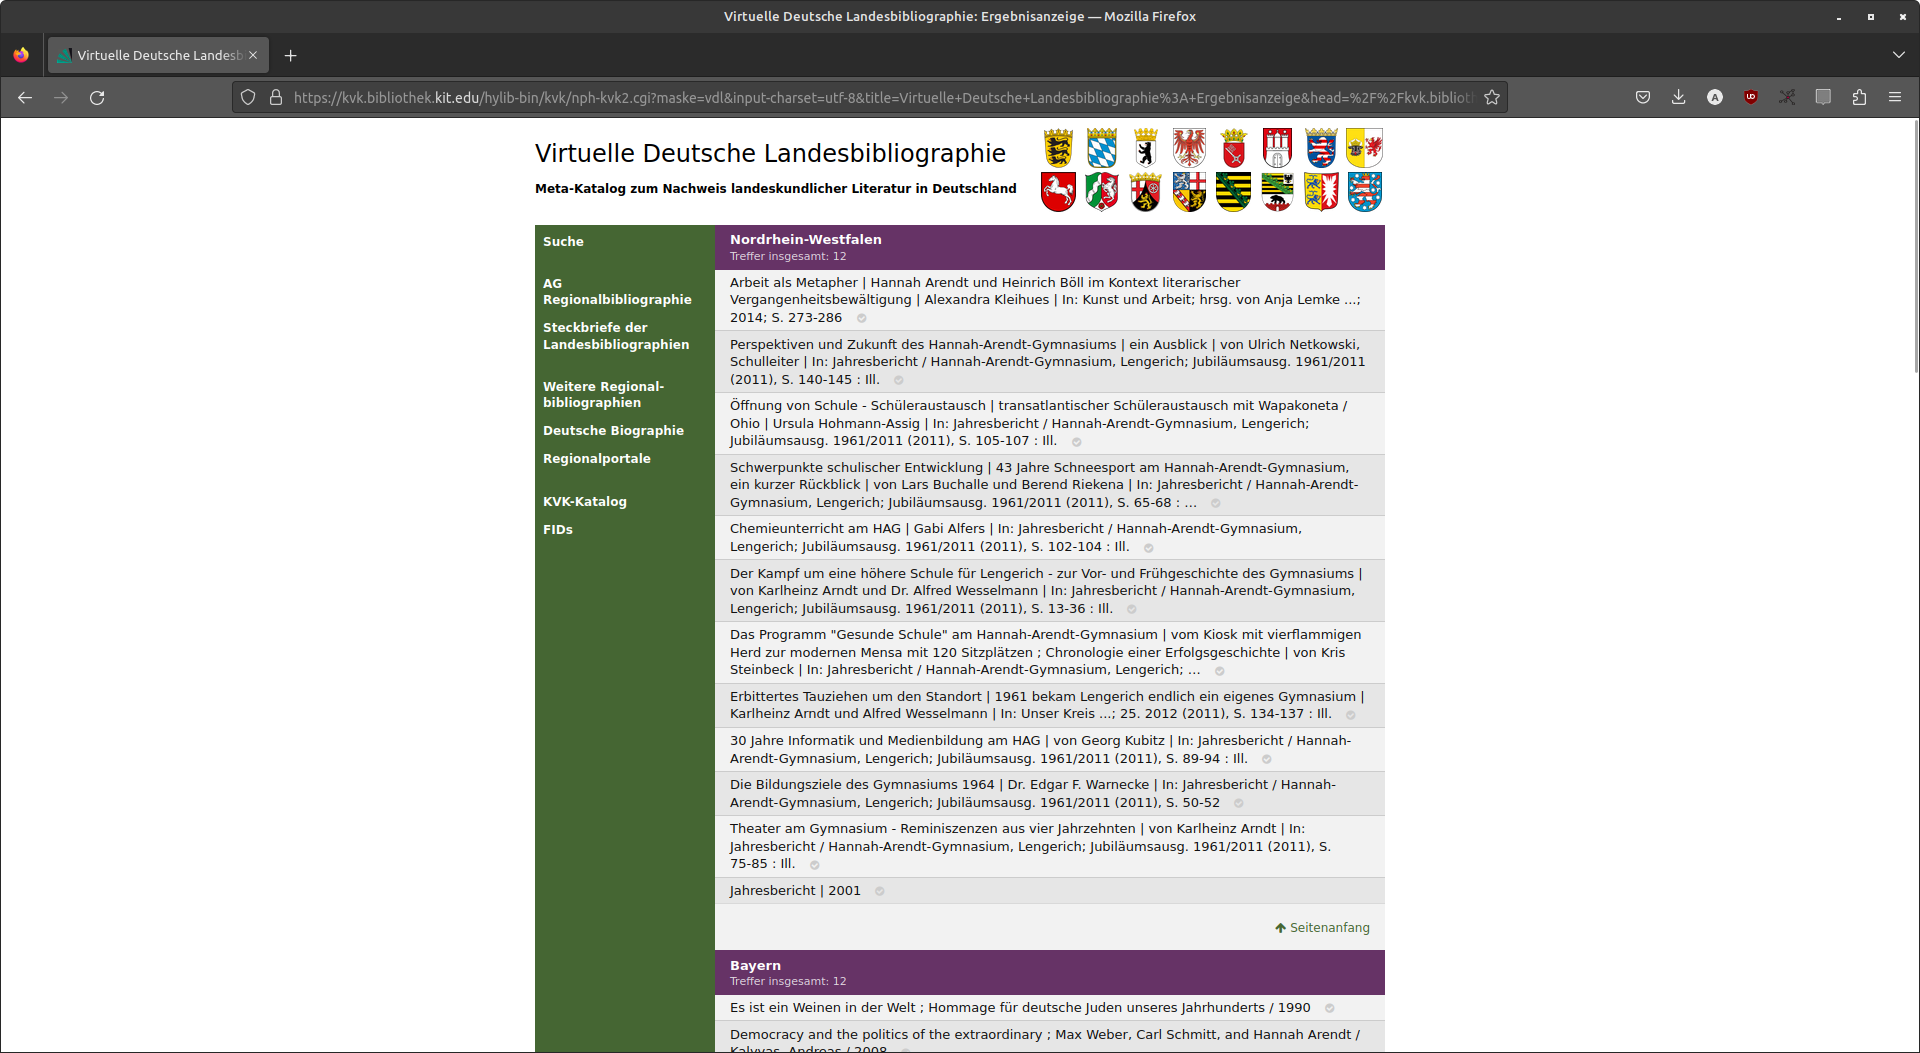 Virtuelle Deutsche Landesbibliographie: Ergebnisanzeige — Mozilla Firefox
Virtuelle Deutsche Landesb
https://kvk.bibliothek.kit.edu/hylib-bin/kvk/nph-kvk2.cgi?maske=vdl&input-charset=utf-8&title=Virtuelle+Deutsche+Landesbibliographie%3A+Ergebnisanzeige&head=%2F%2Fkvk.bibliot
Virtuelle Deutsche Landesbibliographie
Meta-Katalog zum Nachweis landeskundlicher Literatur in Deutschland
Suche
AG
Regionalbibliographie
Steckbriefe der
Landesbibliographien
Weitere Regional-
bibliographien
Deutsche Biographie
Regionalportale
KVK-Katalog
FIDs
Nordrhein-Westfalen
Treffer insgesamt: 12
Arbeit als Metapher | Hannah Arendt und Heinrich Böll im Kontext literarischer
Vergangenheitsbewältigung | Alexandra Kleihues | In: Kunst und Arbeit; hrsg. von Anja Lemke ...;
2014; S. 273-286
Perspektiven und Zukunft des Hannah-Arendt-Gymnasiums | ein Ausblick | von Ulrich Netkowski,
Schulleiter | In: Jahresbericht / Hannah-Arendt-Gymnasium, Lengerich; Jubiläumsausg. 1961/2011
(2011), S. 140-145 : Ill.
Öffnung von Schule - Schüleraustausch | transatlantischer Schüleraustausch mit Wapakoneta /
Ohio | Ursula Hohmann-Assig | In: Jahresbericht / Hannah-Arendt-Gymnasium, Lengerich;
Jubiläumsausg. 1961/2011 (2011), S. 105-107 : Ill.
Schwerpunkte schulischer Entwicklung | 43 Jahre Schneesport am Hannah-Arendt-Gymnasium,
ein kurzer Rückblick | von Lars Buchalle und Berend Riekena | In: Jahresbericht / Hannah-Arendt-
Gymnasium, Lengerich; Jubiläumsausg. 1961/2011 (2011), S. 65-68 : ...
Chemieunterricht am HAG | Gabi Alfers | In: Jahresbericht / Hannah-Arendt-Gymnasium,
Lengerich; Jubiläumsausg. 1961/2011 (2011), S. 102-104 : Ill.
Der Kampf um eine höhere Schule für Lengerich - zur Vor- und Frühgeschichte des Gymnasiums |
von Karlheinz Arndt und Dr. Alfred Wesselmann | In: Jahresbericht / Hannah-Arendt-Gymnasium,
Lengerich; Jubiläumsausg. 1961/2011 (2011), S. 13-36 : Ill.
Das Programm "Gesunde Schule" am Hannah-Arendt-Gymnasium | vom Kiosk mit vierflammigen
Herd zur modernen Mensa mit 120 Sitzplätzen ; Chronologie einer Erfolgsgeschichte | von Kris
Steinbeck | In: Jahresbericht / Hannah-Arendt-Gymnasium, Lengerich; ...
Erbittertes Tauziehen um den Standort | 1961 bekam Lengerich endlich ein eigenes Gymnasium |
Karlheinz Arndt und Alfred Wesselmann | In: Unser Kreis ...; 25. 2012 (2011), S. 134-137 : Ill.
30 Jahre Informatik und Medienbildung am HAG | von Georg Kubitz | In: Jahresbericht / Hannah-
Arendt-Gymnasium, Lengerich; Jubiläumsausg. 1961/2011 (2011), S. 89-94 : Ill.
Die Bildungsziele des Gymnasiums 1964 | Dr. Edgar F. Warnecke | In: Jahresbericht / Hannah-
Arendt-Gymnasium, Lengerich; Jubiläumsausg. 1961/2011 (2011), S. 50-52
Theater am Gymnasium - Reminiszenzen aus vier Jahrzehnten | von Karlheinz Arndt | In:
Jahresbericht / Hannah-Arendt-Gymnasium, Lengerich; Jubiläumsausg. 1961/2011 (2011), S.
75-85 : Ill.
Jahresbericht | 2001
Seitenanfang
Bayern
Treffer insgesamt: 12
Es ist ein Weinen in der Welt ; Hommage für deutsche Juden unseres Jahrhunderts / 1990
Democracy and the politics of the extraordinary ; Max Weber, Carl Schmitt, and Hannah Arendt /
Kalyvas, Andreas / 2008